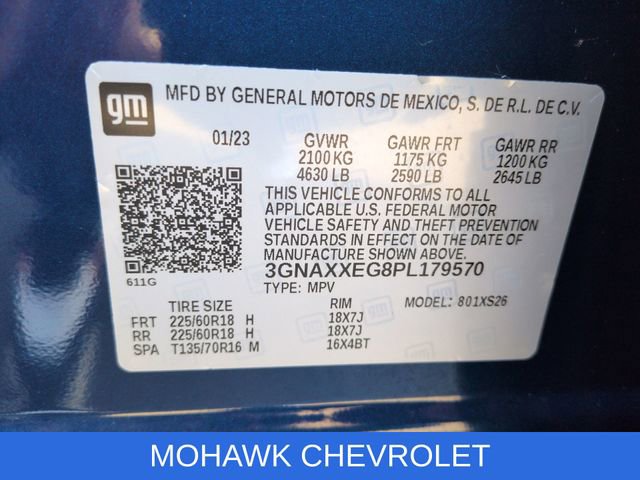 gm
MFD BY GENERAL MOTORS DE MEXICO, S. DE R.L. DE C.V.
01/23 GVWR GAWR FRT GAWR RR
2100 KG 1175 KG 1200 KG
4630 LB 2590 LB 2645 LB
THIS VEHICLE CONFORMS TO ALL
APPLICABLE U.S. FEDERAL MOTOR
VEHICLE SAFETY AND THEFT PREVENTION
STANDARDS IN EFFECT ON THE DATE OF
MANUFACTURE SHOWN ABOVE.
611G
3GNAXXEG8PL179570
TYPE: MPV MODEL: 801XS26
TIRE SIZE RIM
FRT 225/60R18 H 18X7J
RR 225/60R18 H 18X7J
SPA T135/70R16 M 16X4BT
MOHAWK CHEVROLET